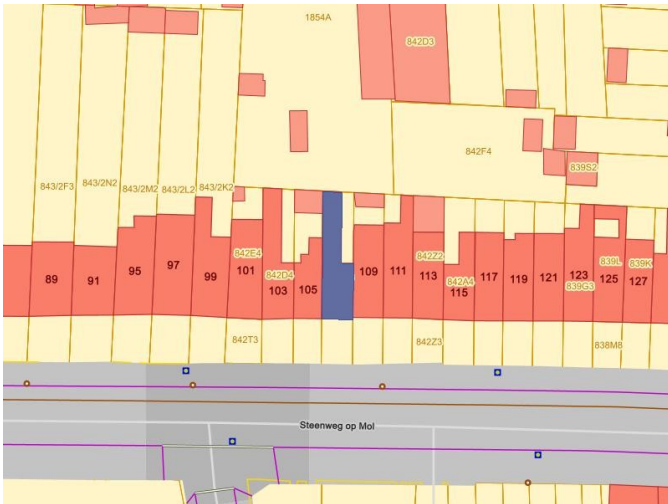 1854A
842D3
842F4
839S2
843/2F3
843/2N2
843/2M2
843/2L2
843/2K2
89
91
95
97
99
842E4
101
842D4
103
105
109
111
842Z2
113
842A4
115
117
119
121
123
839G3
839L
125
839K
127
842T3
842Z3
838M8
Steenweg op Mol